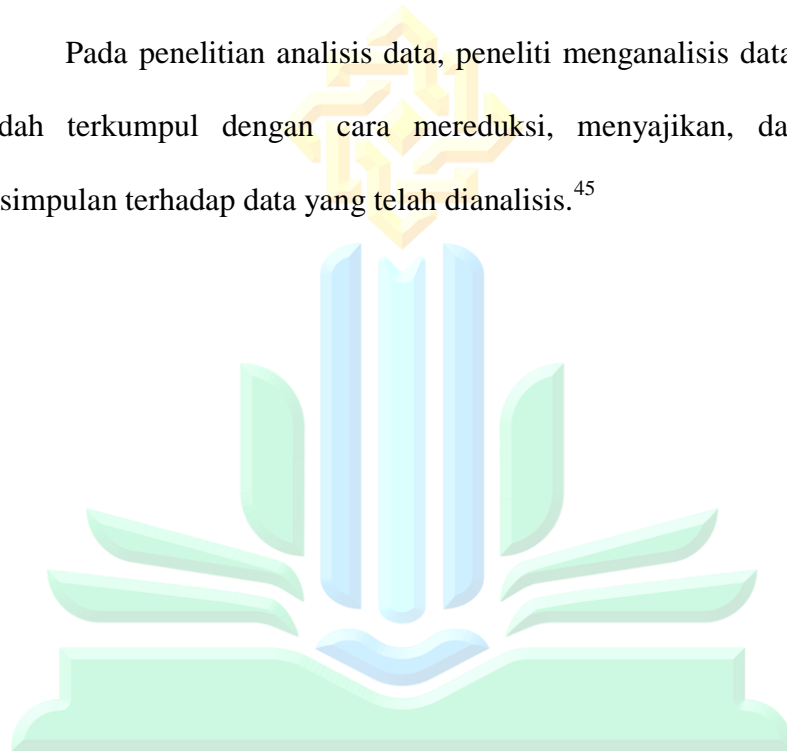 Pada penelitian analisis data, peneliti menganalisis data
dah terkumpul dengan cara mereduksi, menyajikan, da
simpulan terhadap data yang telah dianalisis.45